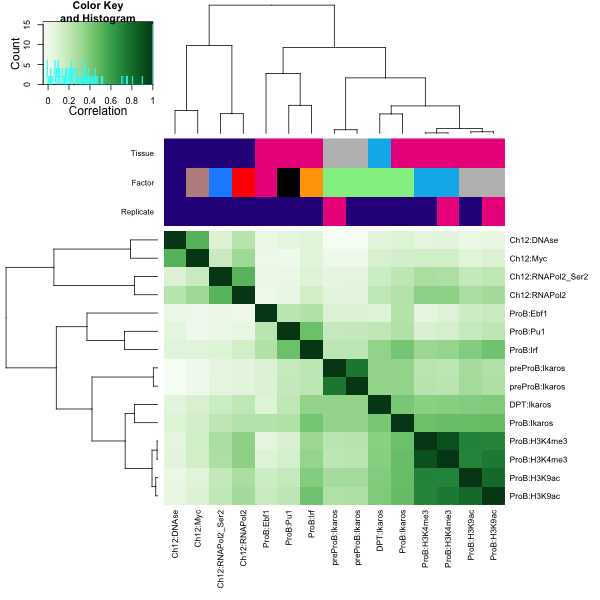 Color Key
and Histogram
Count
0 5 10 15
0 0.2 0.4 0.6 0.8 1
Correlation
Tissue
Factor
Replicate
Ch12:DNAse
Ch12:Myc
Ch12:RNAPol2_Ser2
Ch12:RNAPol2
ProB:Ebf1
ProB:Pu1
ProB:Irf
preProB:Ikaros
preProB:Ikaros
DPT:Ikaros
ProB:Ikaros
ProB:H3K4me3
ProB:H3K4me3
ProB:H3K9ac
ProB:H3K9ac
Ch12:DNAse
Ch12:Myc
Ch12:RNAPol2_Ser2
Ch12:RNAPol2
ProB:Ebf1
ProB:Pu1
ProB:Irf
preProB:Ikaros
preProB:Ikaros
DPT:Ikaros
ProB:Ikaros
ProB:H3K4me3
ProB:H3K4me3
ProB:H3K9ac
ProB:H3K9ac